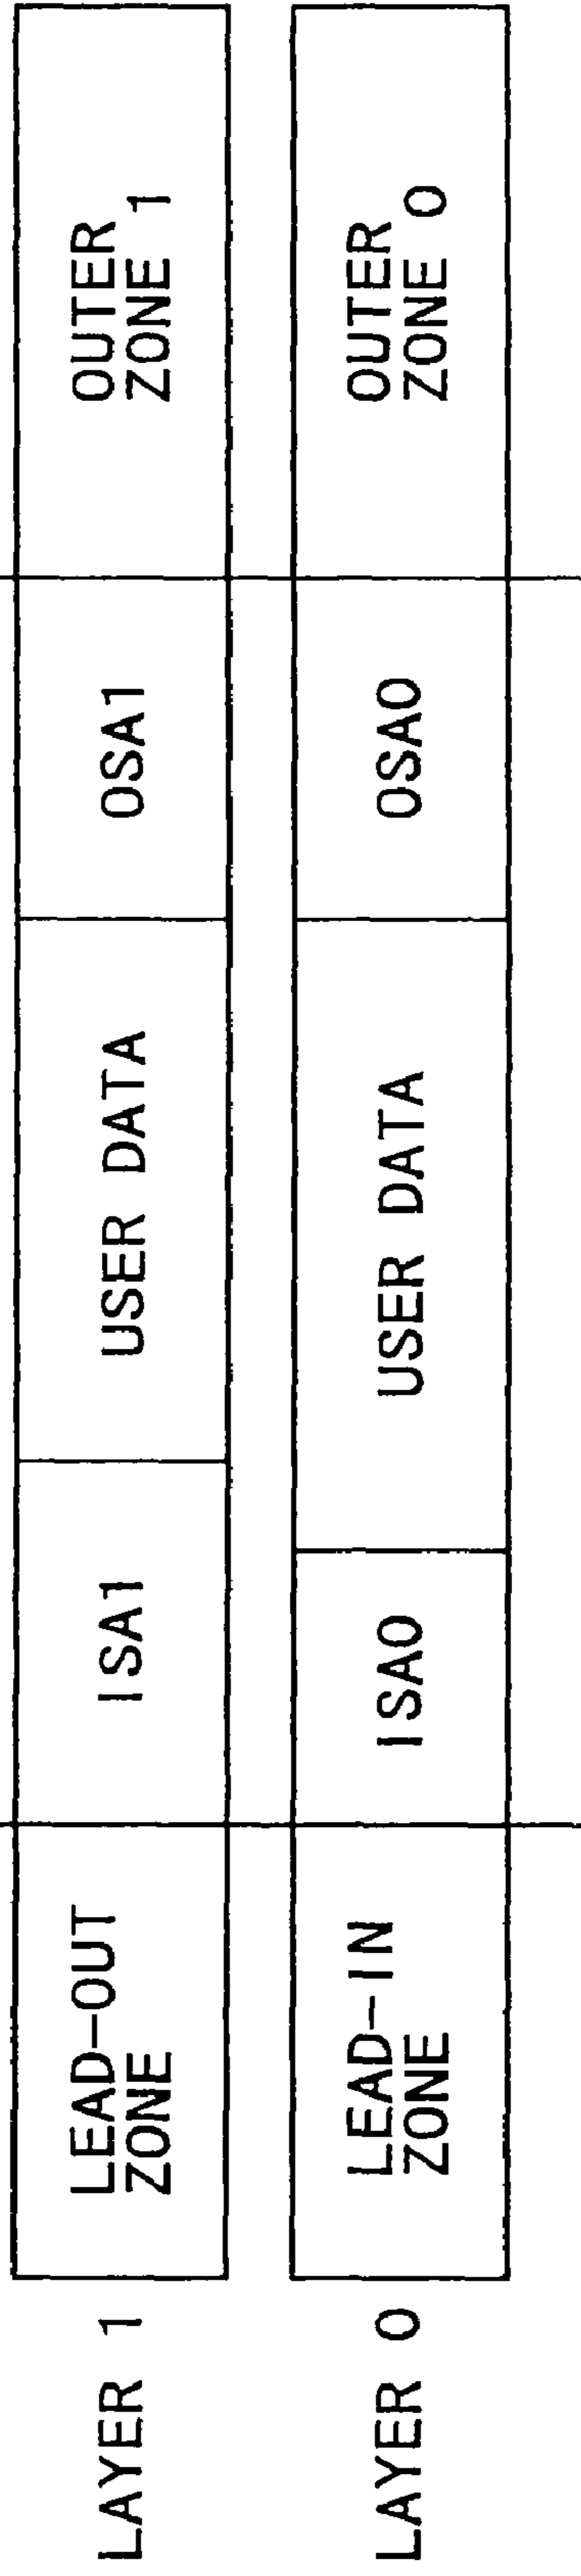 LAYER 1
LEAD-OUT
ZONE
ISA1
USER DATA
OSA1
OUTER
ZONE 1
LAYER 0
LEAD-IN
ZONE
ISA0
USER DATA
OSA0
OUTER
ZONE 0